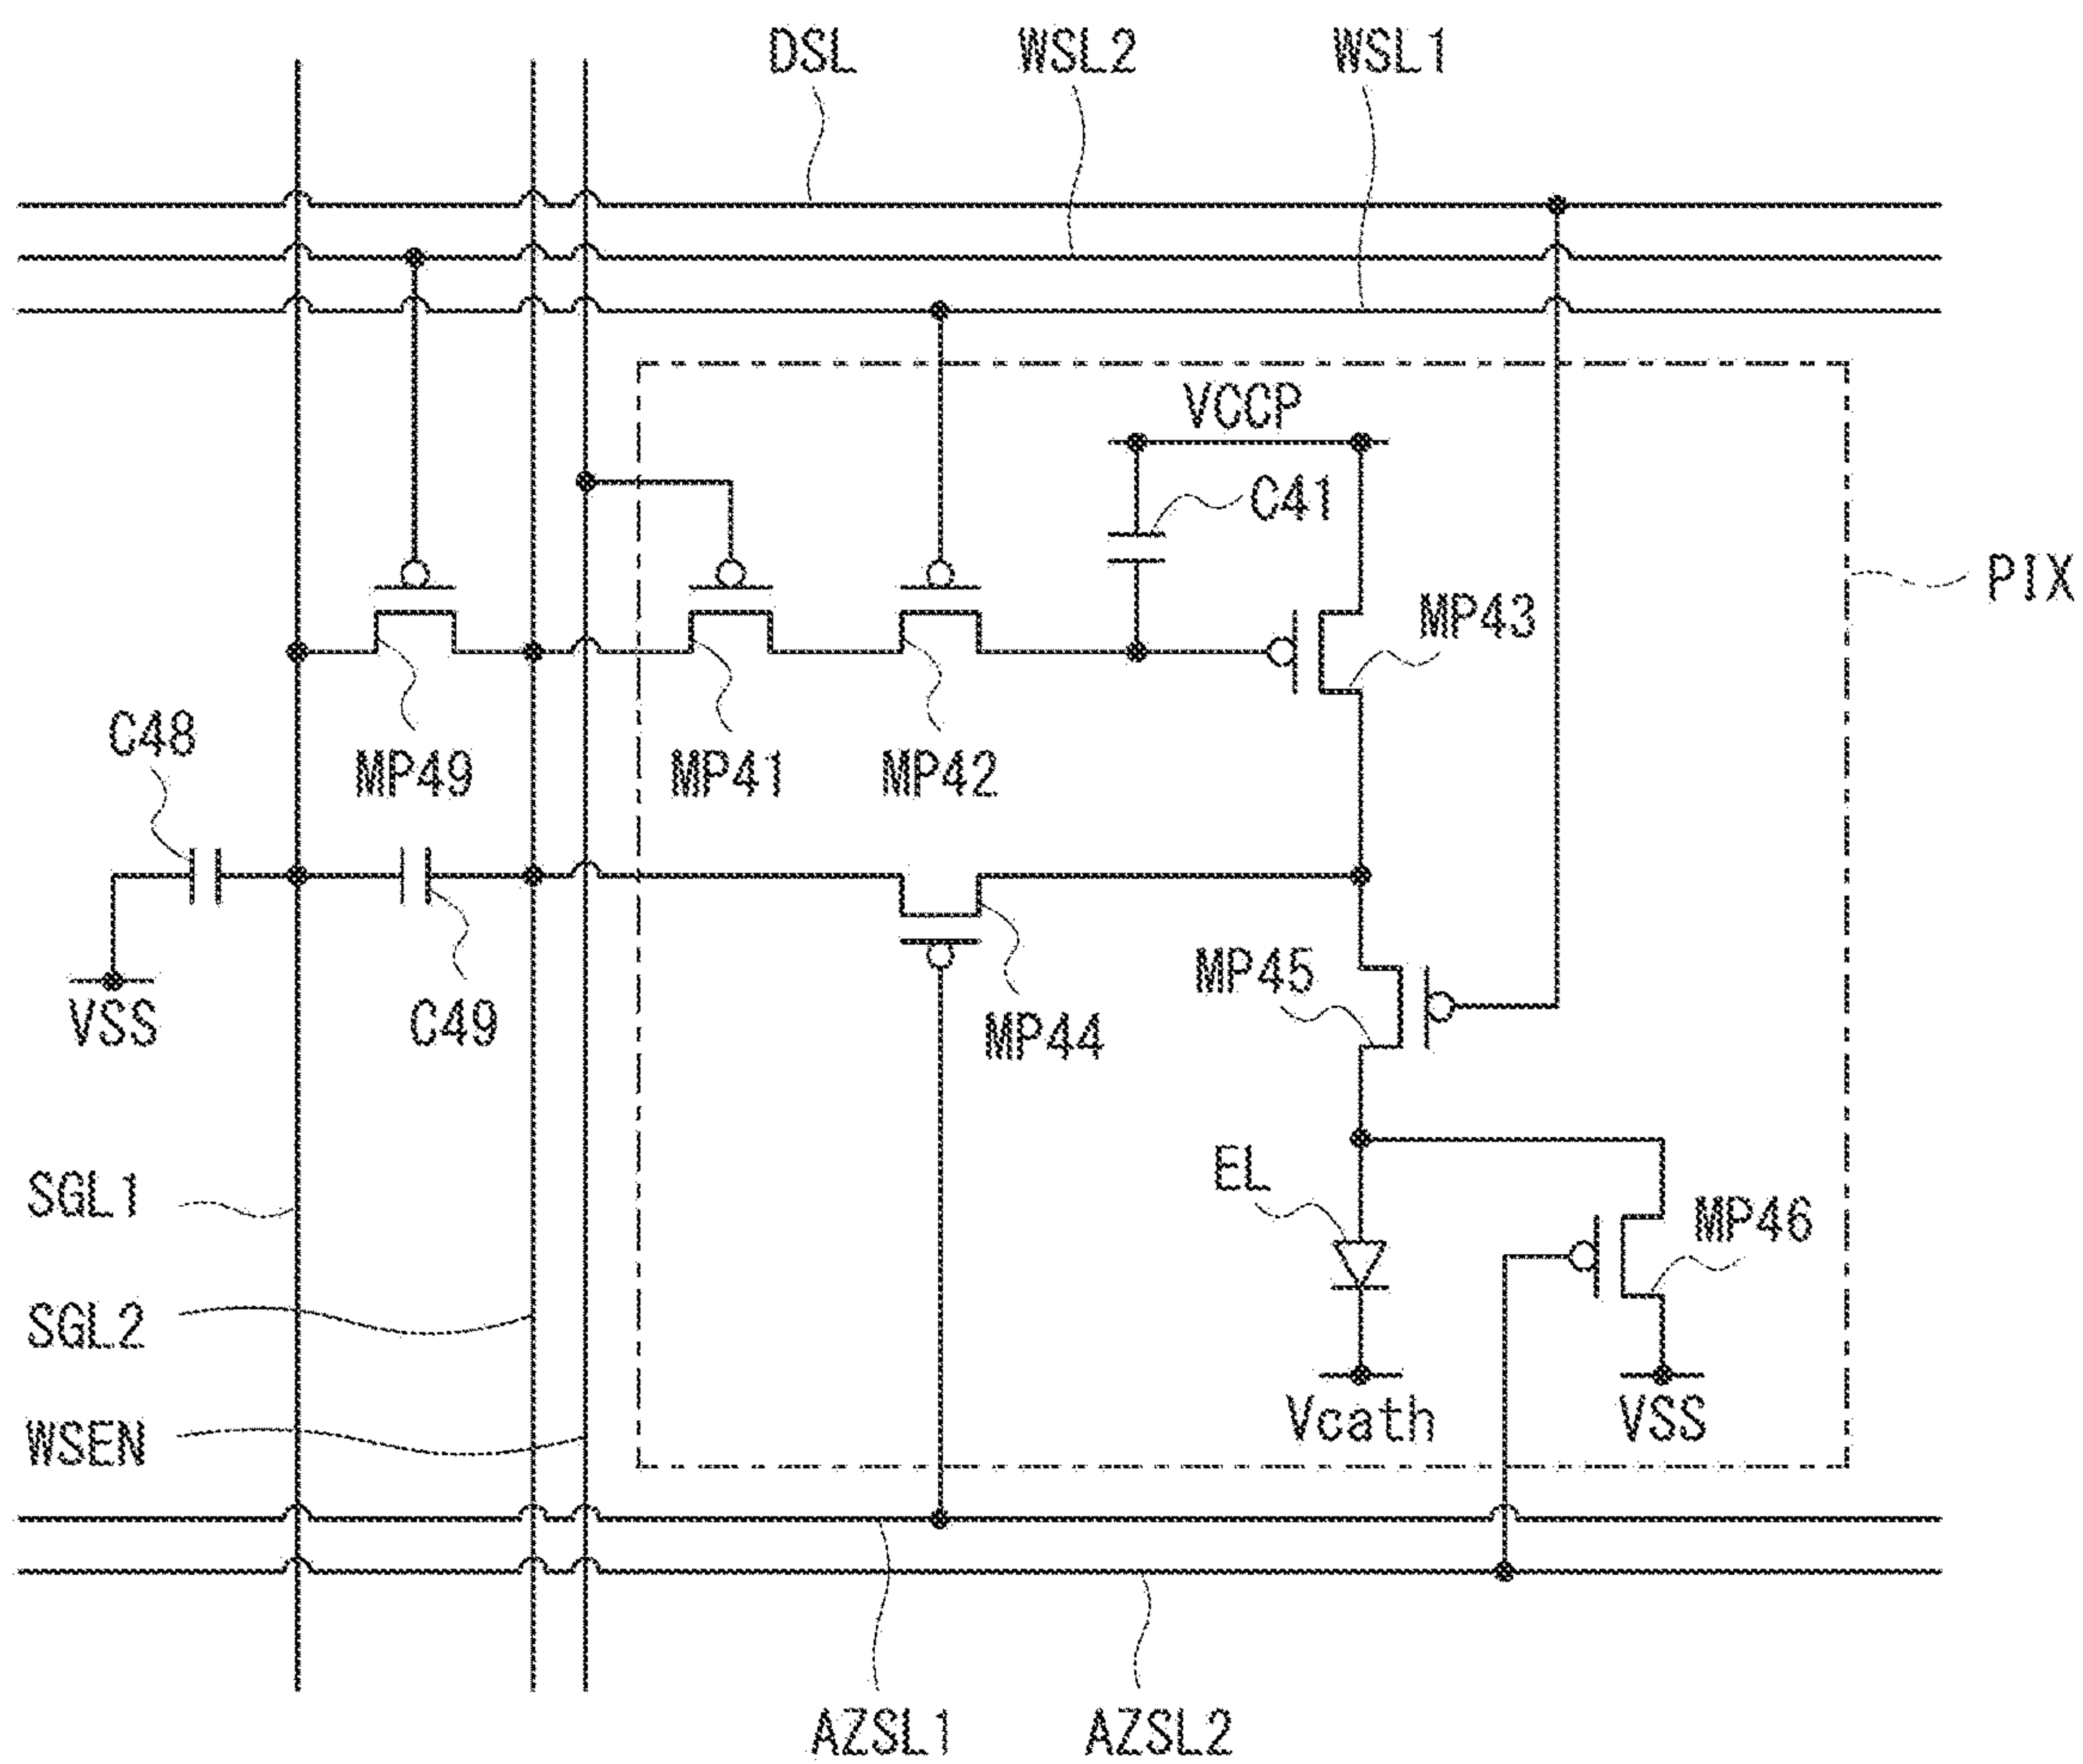 DSL
WSL2
WSL1
VCCP
C41
PIX
MP43
C48
MP49
MP41
MP42
MP45
VSS
C49
MP44
EL
SGL1
MP46
SGL2
Vcath
VSS
WSEN
AZSL1
AZSL2